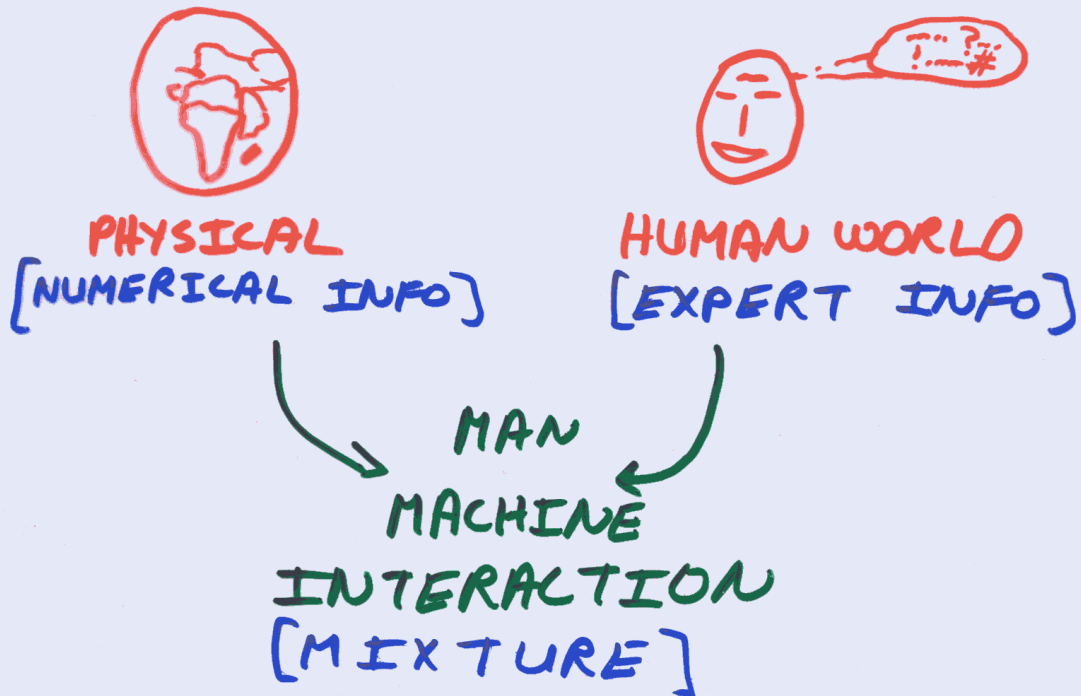 PHYSICAL
[NUMERICAL INFO]
HUMAN WORLD
[EXPERT INFO]
MAN
MACHINE
INTERACTION
[MIXTURE]